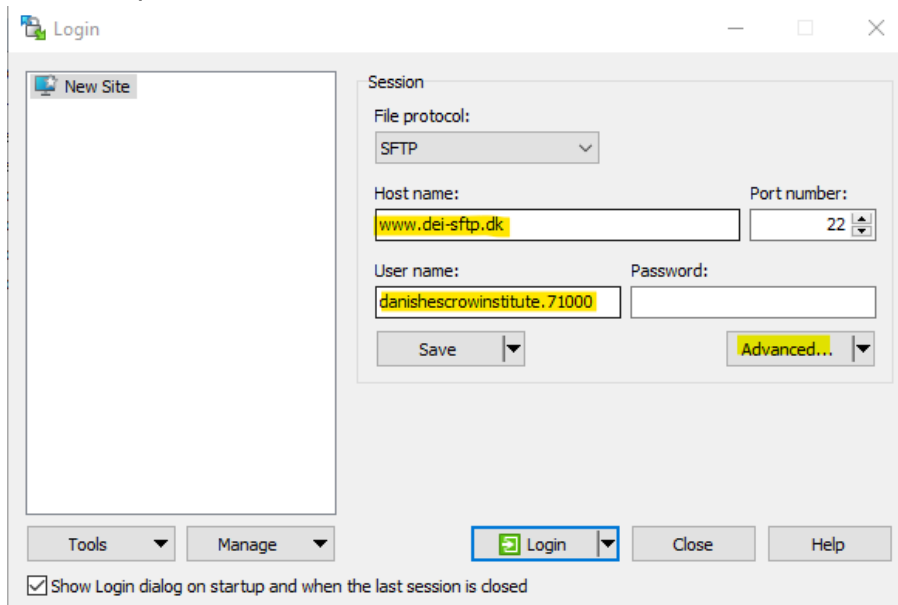 Login
New Site
Session
File protocol:
SFTP
Host name:
Port number:
www.dei-sftp.dk
22
User name:
Password:
danishescrowinstitute.71000
Save
Advanced...
Tools
Manage
Login
Close
Help
Show Login dialog on startup and when the last session is closed